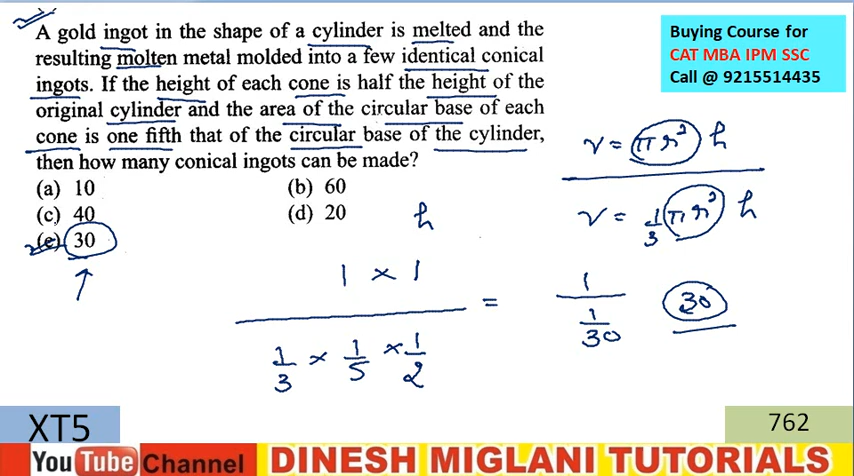 A gold ingot in the shape of a cylinder is melted and the
resulting molten metal molded into a few identical conical
ingots. If the height of each cone is half the height of the
original cylinder and the area of the circular base of each
cone is one fifth that of the circular base of the cylinder,
then how many conical ingots can be made?
(a) 10 (b) 60
(c) 40 (d) 20
(e) 30
Buying Course for
CAT MBA IPM SSC
Call @ 9215514435
v = πr² h
v = 1/3 πr² h
h
1 × 1 = 1
1/3 × 1/5 × 1/2
1/30
30
XT5
762
YouTube Channel DINESH MIGLANI TUTORIALS